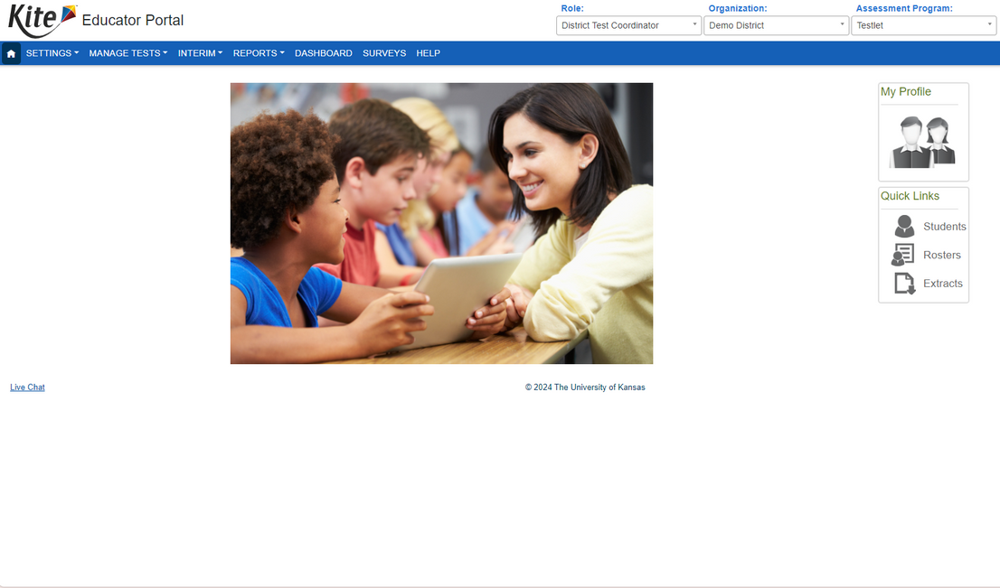 Kite Educator Portal
Role: Organization: Assessment Program:
District Test Coordinator Demo District Testlet
SETTINGS MANAGE TESTS INTERIM REPORTS DASHBOARD SURVEYS HELP
My Profile
Quick Links
Students
Rosters
Extracts
Live Chat © 2024 The University of Kansas